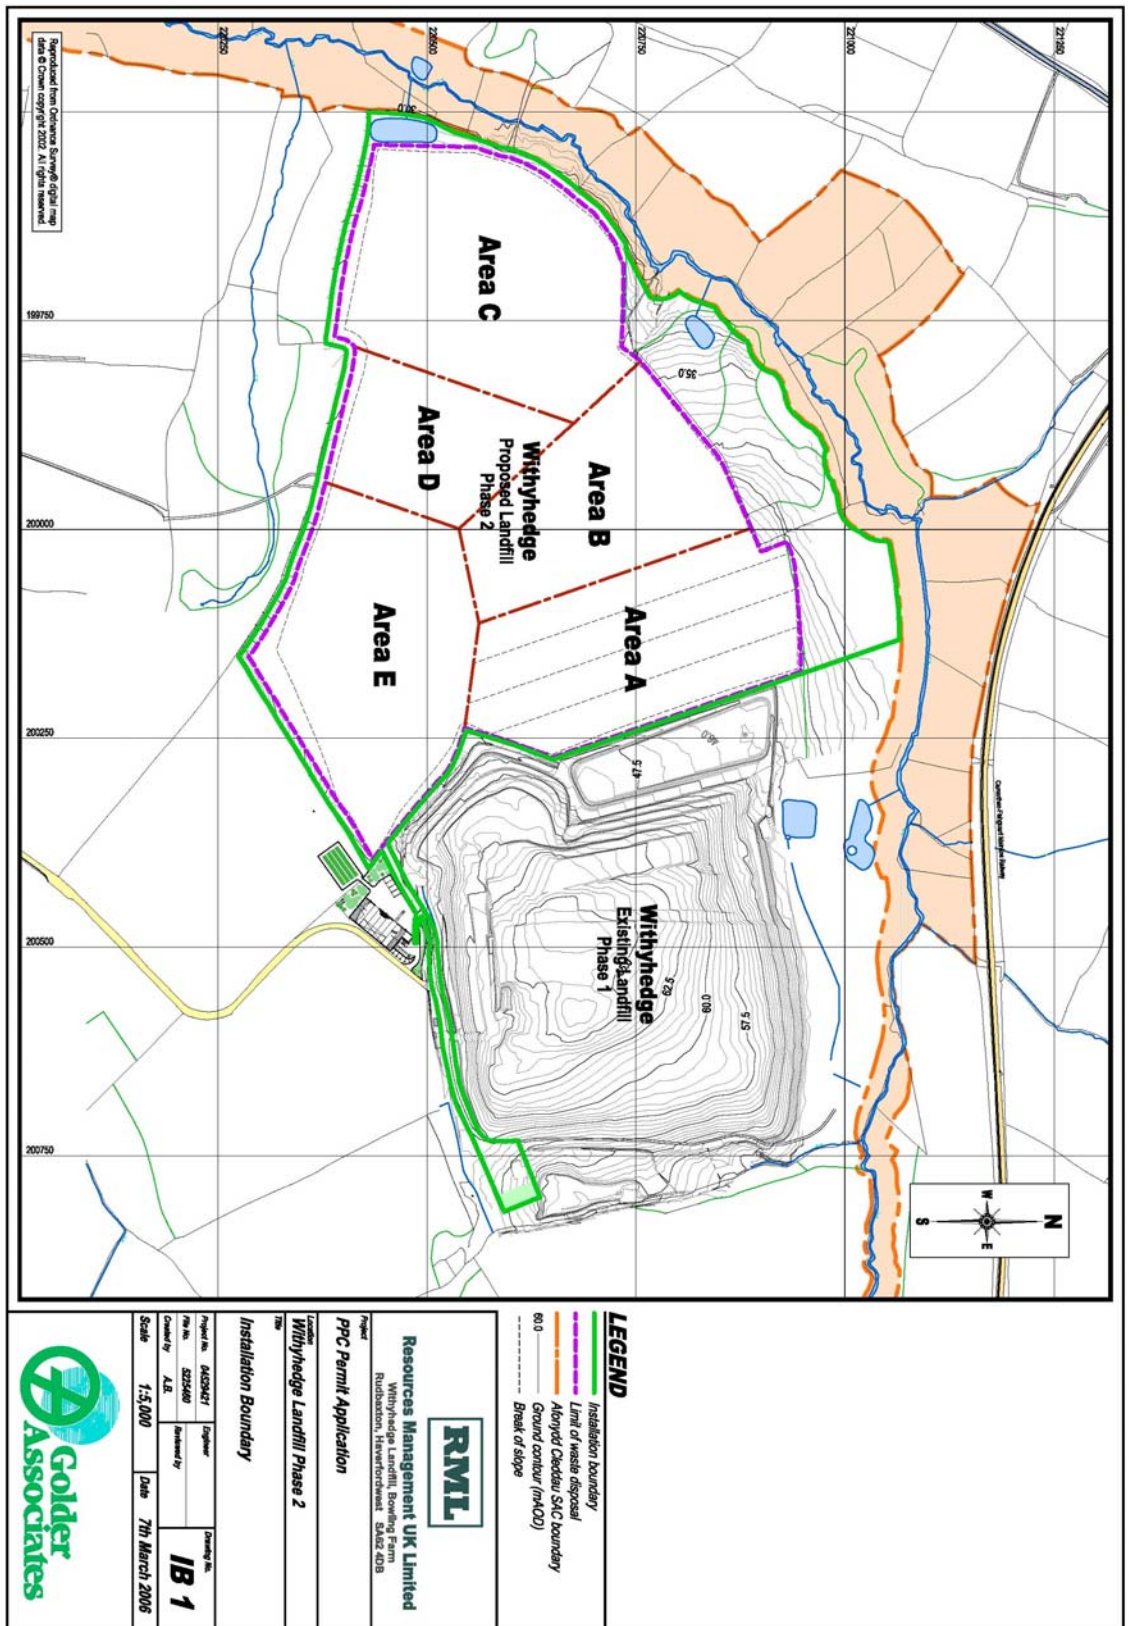 Reproduced from Ordnance Survey® digital map
data © Crown copyright 2002. All rights reserved.
220250
220500
220750
221000
221250
199750
200000
200250
200500
200750
30.0
35.0
Area C
Area D
Area B
Withyhedge
Proposed Landfill
Phase 2
Area A
Area E
47.5
Withyhedge
Existing Landfill
Phase 1
62.5
60.0
57.5
N
W
E
S
LEGEND
Installation boundary
Limit of waste disposal
Afonydd Cleddau SAC boundary
60.0 Ground contour (mAOD)
Break of slope
RML
Resources Management UK Limited
Withyhedge Landfill, Bowling Farm
Rudbaxton, Haverfordwest SA62 4DB
Project
PPC Permit Application
Location
Withyhedge Landfill Phase 2
Title
Installation Boundary
Project No. 04529421
Engineer
Drawing No.
File No. 5225460
IB 1
Created by A.B.
Reviewed by
Scale 1:5,000
Date 7th March 2006
Golder
Associates